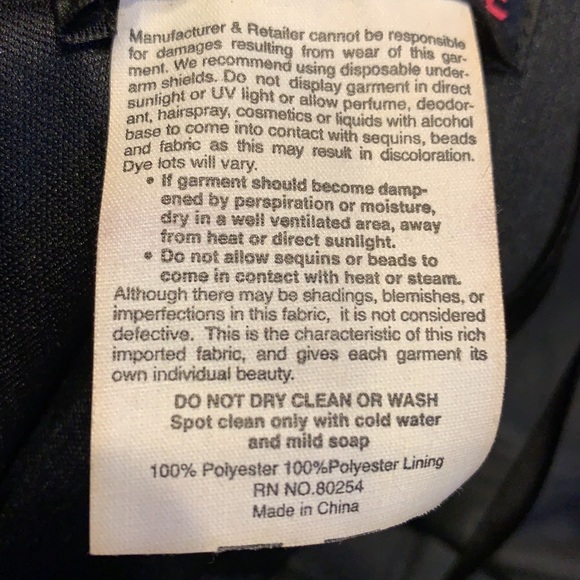 Manufacturer & Retailer cannot be responsible
for damages resulting from wear of this gar-
ment. We recommend using disposable under-
arm shields. Do not display garment in direct
sunlight or UV light or allow perfume, deodor-
ant, hairspray, cosmetics or liquids with alcohol
base to come into contact with sequins, beads
and fabric as this may result in discoloration.
Dye lots will vary.
• If garment should become damp-
ened by perspiration or moisture,
dry in a well ventilated area, away
from heat or direct sunlight.
• Do not allow sequins or beads to
come in contact with heat or steam.
Although there may be shadings, blemishes, or
imperfections in this fabric, it is not considered
defective. This is the characteristic of this rich
imported fabric, and gives each garment its
own individual beauty.
DO NOT DRY CLEAN OR WASH
Spot clean only with cold water
and mild soap
100% Polyester 100%Polyester Lining
RN NO.80254
Made in China